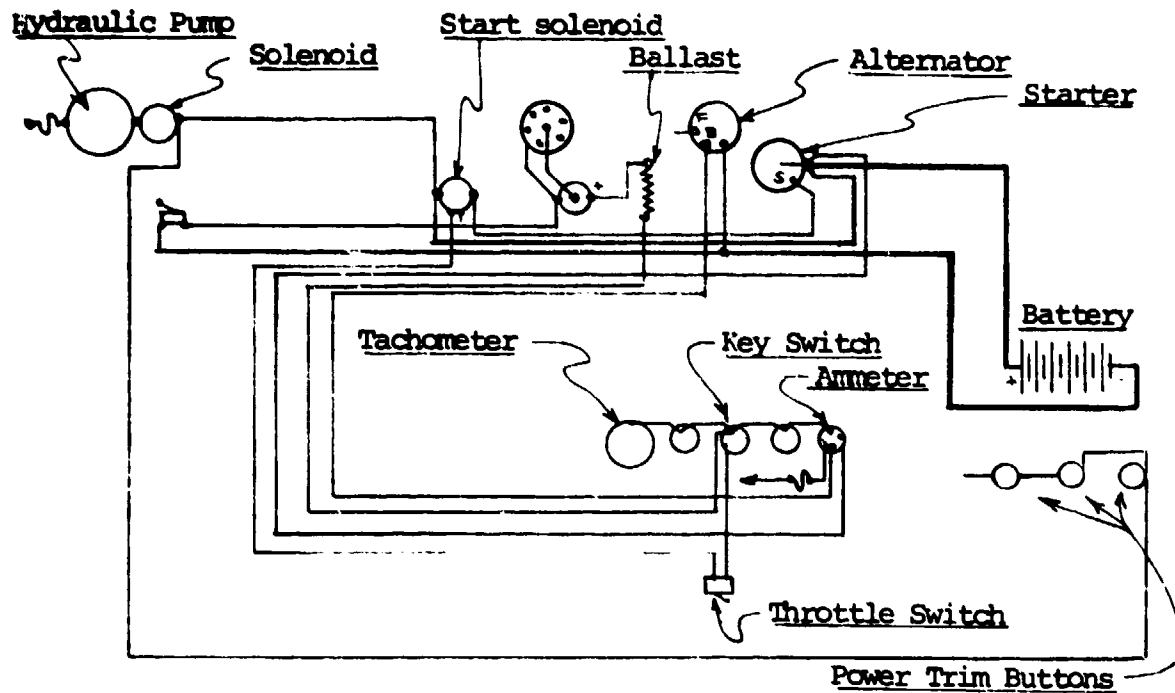 Hydraulic Pump
Solenoid
Start solenoid
Ballast
Alternator
Starter
F
B
+
S
Tachometer
Key Switch
Ammeter
Battery
+
-
Throttle Switch
Power Trim Buttons